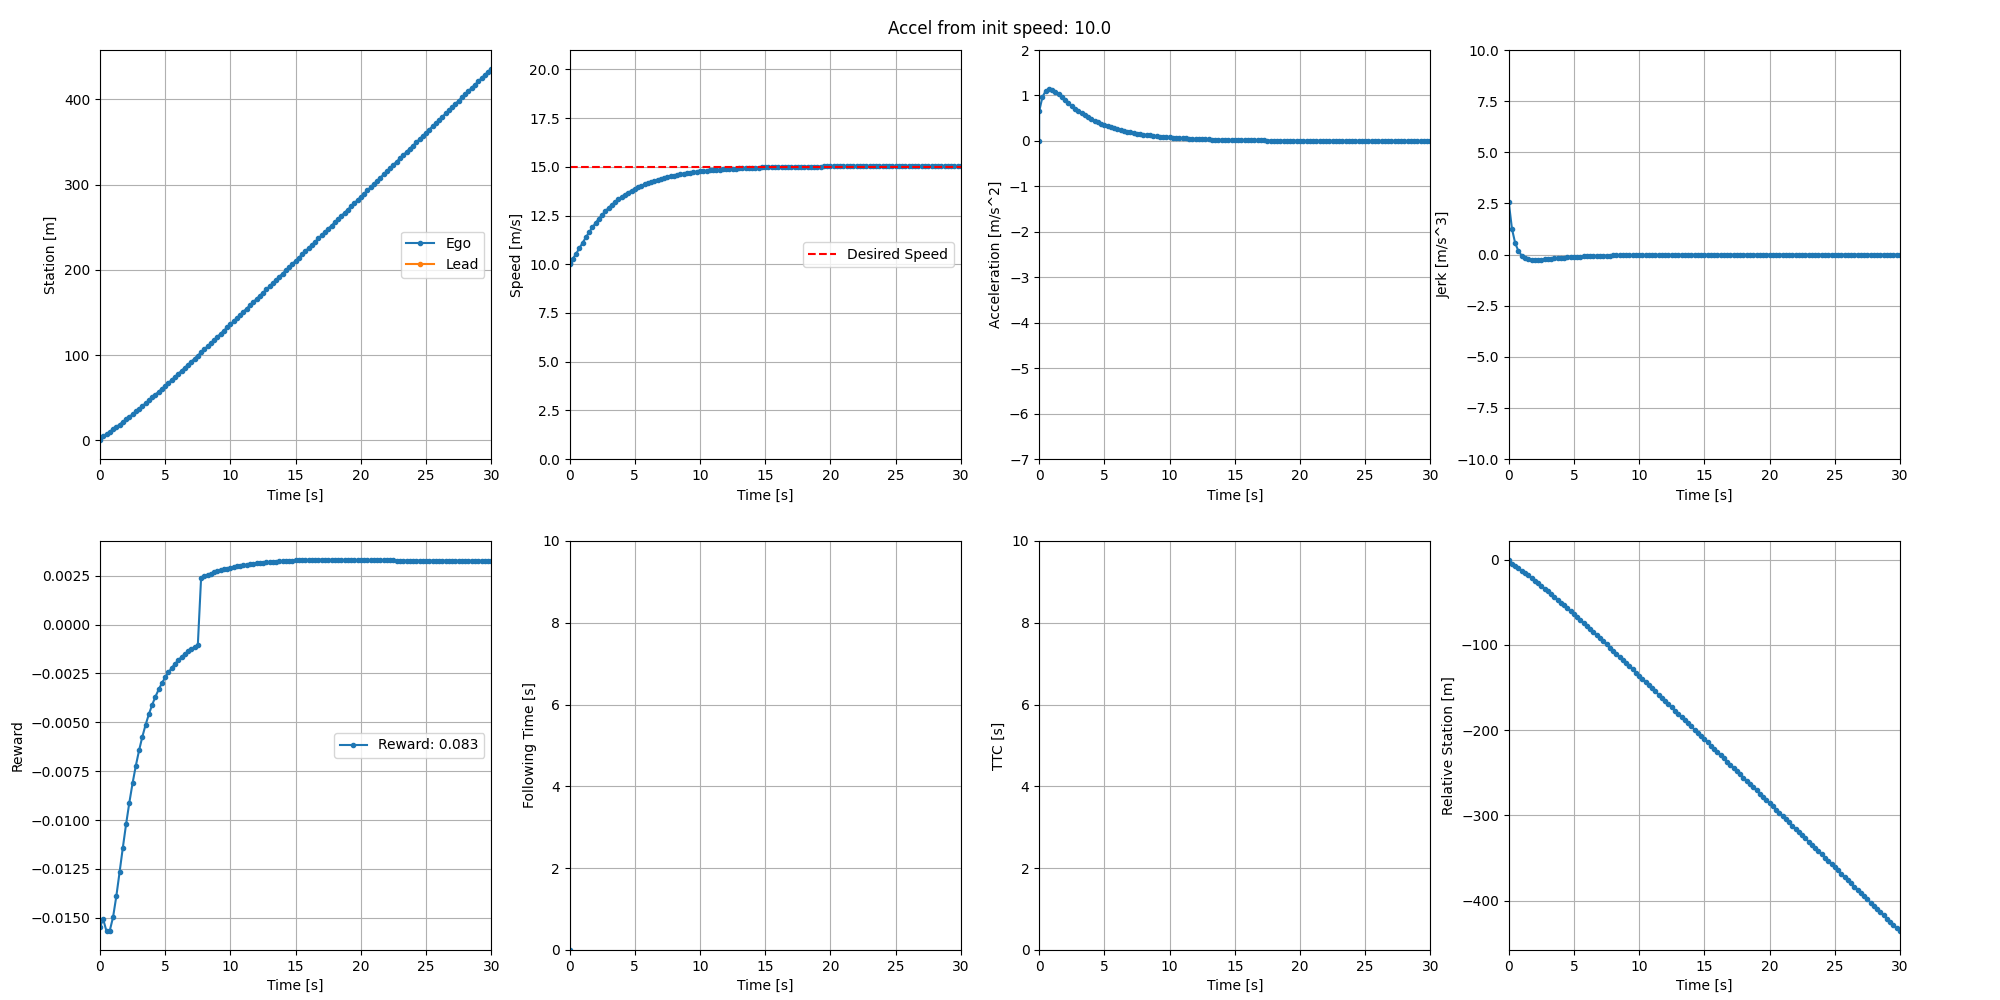 Accel from init speed: 10.0
Station [m]
400
300
200
100
0
Ego
Lead
0 5 10 15 20 25 30
Time [s]
Speed [m/s]
20.0
17.5
15.0
12.5
10.0
7.5
5.0
2.5
0.0
Desired Speed
0 5 10 15 20 25 30
Time [s]
Acceleration [m/s^2]
2
1
0
−1
−2
−3
−4
−5
−6
−7
0 5 10 15 20 25 30
Time [s]
Jerk [m/s^3]
10.0
7.5
5.0
2.5
0.0
−2.5
−5.0
−7.5
−10.0
0 5 10 15 20 25 30
Time [s]
Reward
0.0025
0.0000
−0.0025
−0.0050
−0.0075
−0.0100
−0.0125
−0.0150
Reward: 0.083
0 5 10 15 20 25 30
Time [s]
Following Time [s]
10
8
6
4
2
0
0 5 10 15 20 25 30
Time [s]
TTC [s]
10
8
6
4
2
0
0 5 10 15 20 25 30
Time [s]
Relative Station [m]
0
−100
−200
−300
−400
0 5 10 15 20 25 30
Time [s]